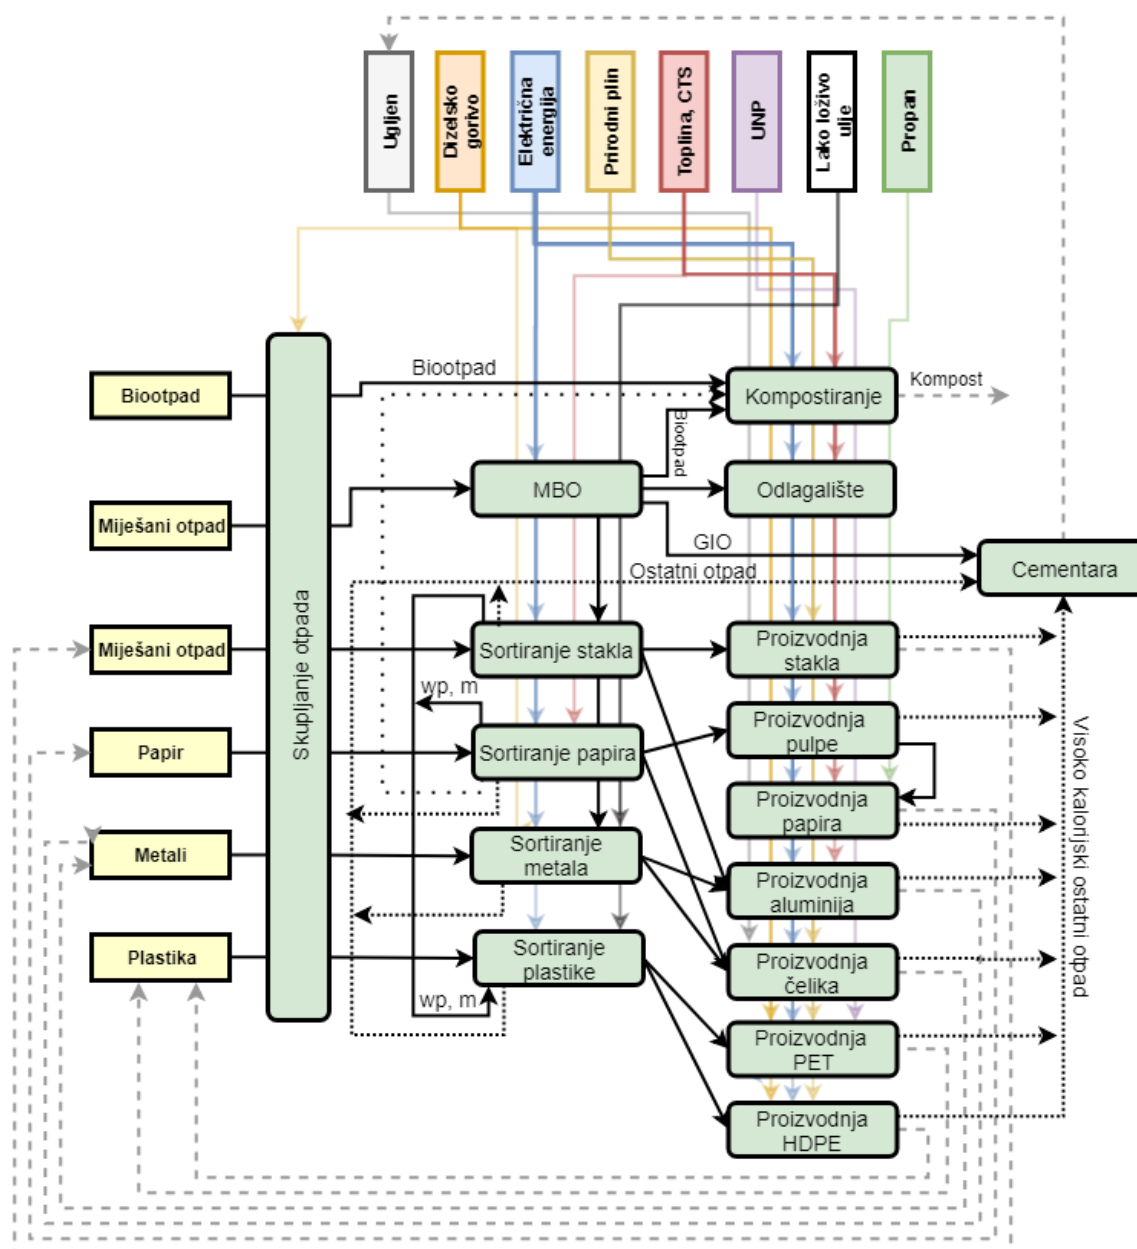 Ugljen
Dizelsko
gorivo
Električna
energija
Prirodni plin
Toplina, CTS
UNP
Lako loživo
ulje
Propan
Biootpad
Biootpad
Kompostiranje
Kompost
Biootpad
Miješani otpad
MBO
Odlagalište
GIO
Ostatni otpad
Cementara
Skupljanje otpada
Miješani otpad
Sortiranje stakla
Proizvodnja
stakla
wp, m
Papir
Sortiranje papira
Proizvodnja
pulpe
Proizvodnja
papira
Visoko kalorijski ostatni otpad
Metali
Sortiranje
metala
Proizvodnja
aluminija
Plastika
Sortiranje
plastike
Proizvodnja
čelika
wp, m
Proizvodnja
PET
Proizvodnja
HDPE